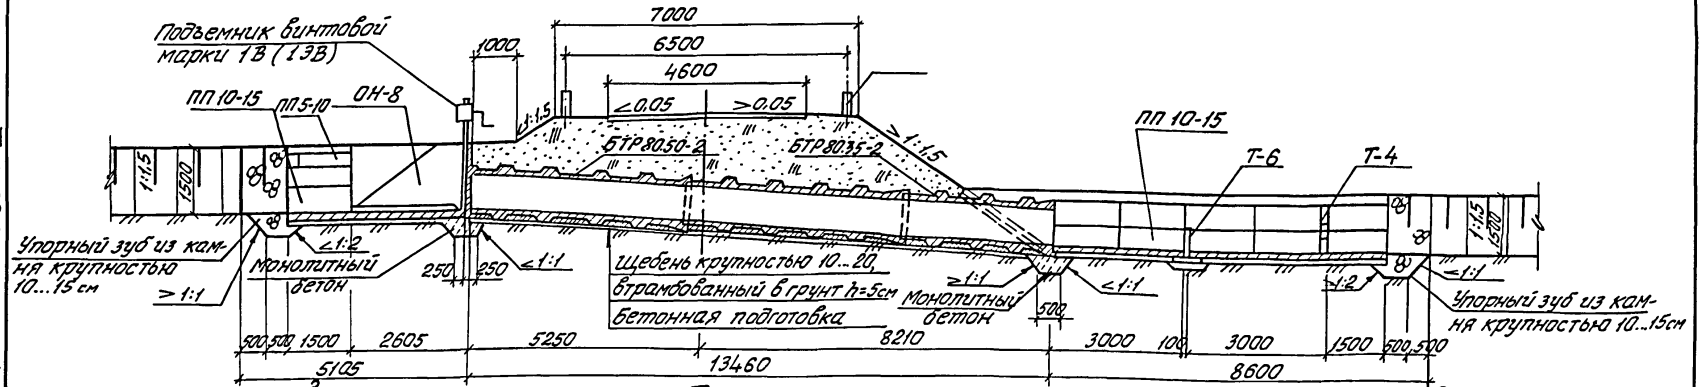 7000
Подъемник винтовой
марки 1В (1ЭВ)
1000
6500
4600
ПП 10-15
ПП5-10
ОН-8
<1:1.5
<0.05
>0.05
БТР80.50-2
БТР80.35-2
>1:1.5
ПП 10-15
Т-6
Т-4
1:1.5
1500
1:1.5
1500
Упорный зуб из кам-
ня крупностью
10...15 см
>1:1
<1:2
Монолитный
бетон
250
250
<1:1
Щебень крупностью 10...20,
втрамбованный в грунт h=5см
Бетонная подготовка
>1:1
Монолитный
бетон
500
<1:1
>1:2
<1:1
Упорный зуб из кам-
ня крупностью 10...15см
500
500
1500
2605
5250
8210
3000
100
3000
1500
500
500
5105
13460
8600